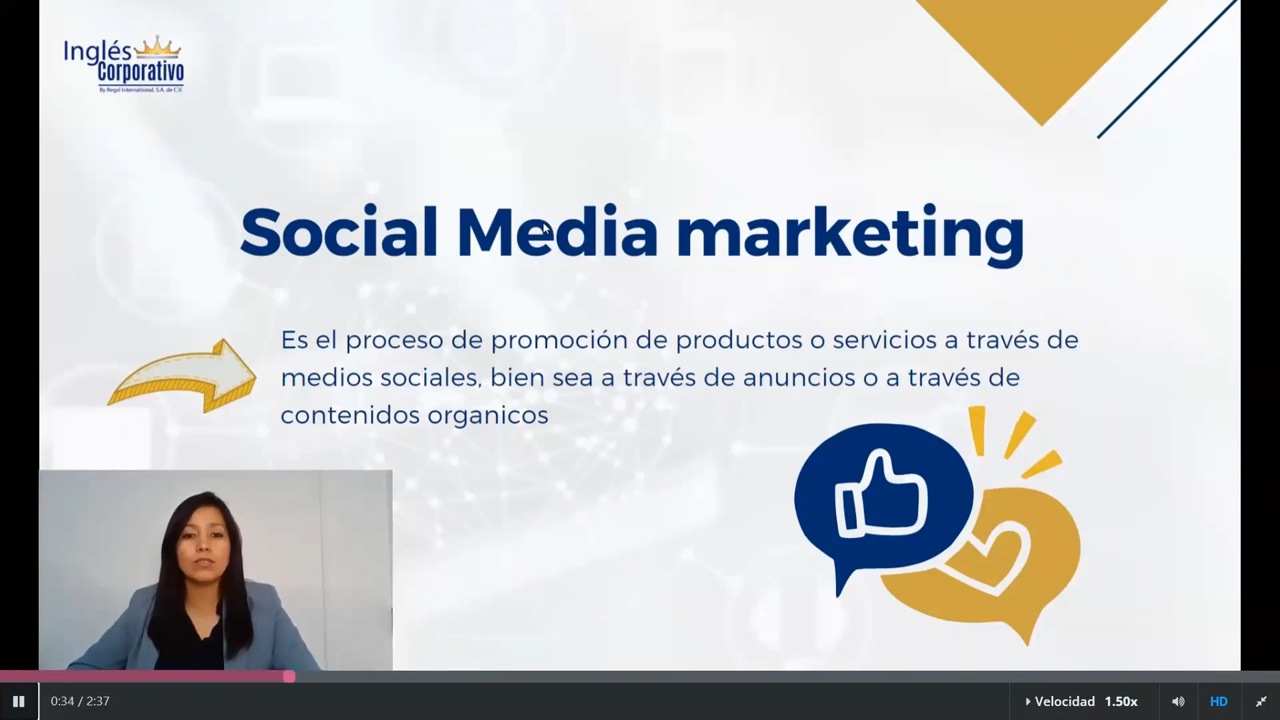 Inglés
Corporativo
By Regal International, S.A. de C.V.
Social Media marketing
Es el proceso de promoción de productos o servicios a través de
medios sociales, bien sea a través de anuncios o a través de
contenidos organicos
0:34 / 2:37
Velocidad 1.50x
HD